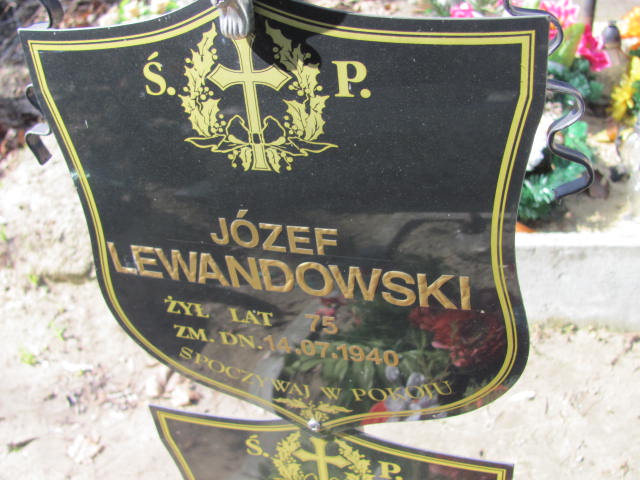 Ś. P.
JÓZEF
LEWANDOWSKI
ŻYŁ LAT 75
ZM. DN. 14.07.1940
SPOCZYWAJ W POKOJU
Ś. P.